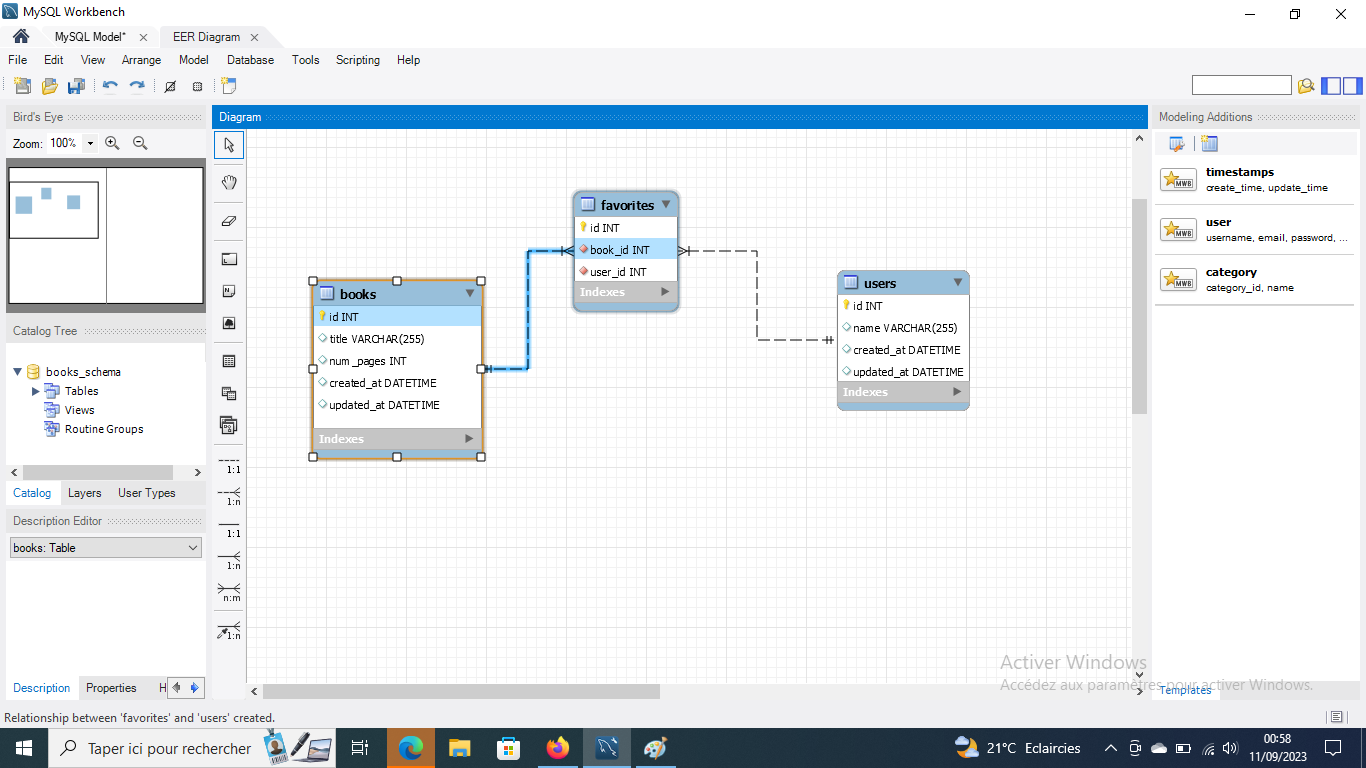 MySQL Workbench
MySQL Model*
EER Diagram
File Edit View Arrange Model Database Tools Scripting Help
Bird's Eye
Zoom: 100%
Catalog Tree
books_schema
Tables
Views
Routine Groups
Catalog Layers User Types
Description Editor
books: Table
Description Properties H
Diagram
1:1
1:n
1:1
1:n
n:m
1:n
books
id INT
title VARCHAR(255)
num_pages INT
created_at DATETIME
updated_at DATETIME
Indexes
favorites
id INT
book_id INT
user_id INT
Indexes
users
id INT
name VARCHAR(255)
created_at DATETIME
updated_at DATETIME
Indexes
Modeling Additions
MWB
timestamps
create_time, update_time
MWB
user
username, email, password, ...
MWB
category
category_id, name
Templates
Activer Windows
Accédez aux paramètres pour activer Windows.
Relationship between 'favorites' and 'users' created.
Taper ici pour rechercher
21°C Eclaircies
00:58
11/09/2023